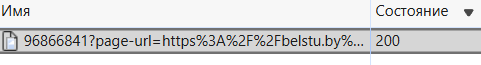 Имя Состояние
96866841?page-url=https%3A%2F%2Fbelstu.by%... 200